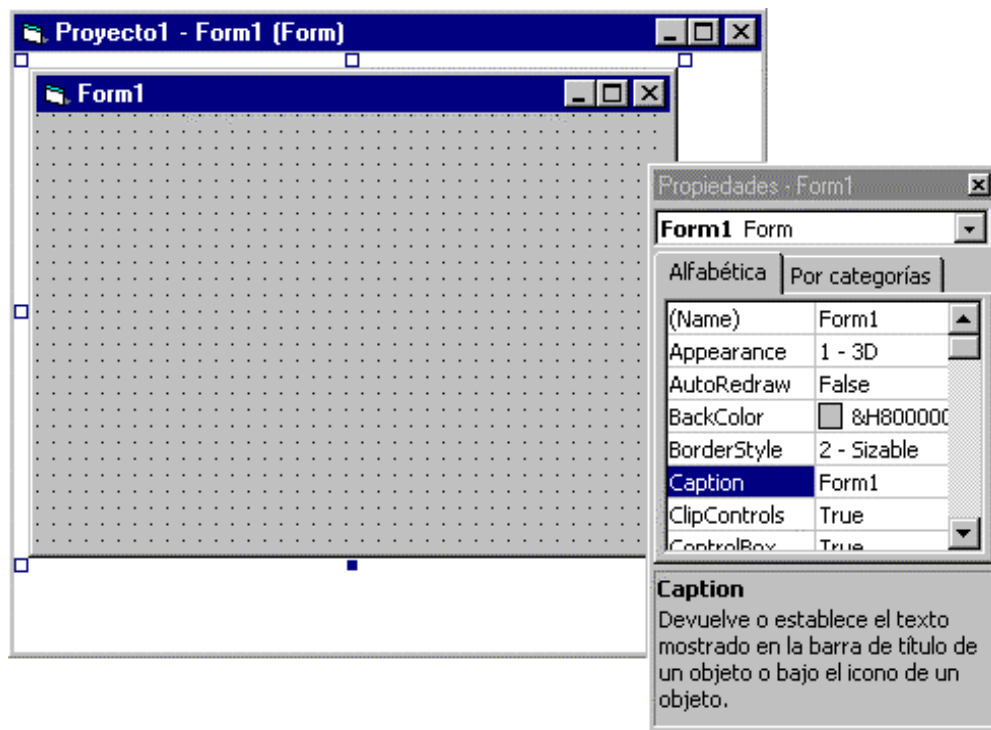 Proyecto1 - Form1 (Form)
Form1
Propiedades - Form1
Form1 Form
Alfabética Por categorías
(Name) Form1
Appearance 1 - 3D
AutoRedraw False
BackColor &H800000
BorderStyle 2 - Sizable
Caption Form1
ClipControls True
ControlBox True
Caption
Devuelve o establece el texto
mostrado en la barra de título de
un objeto o bajo el icono de un
objeto.